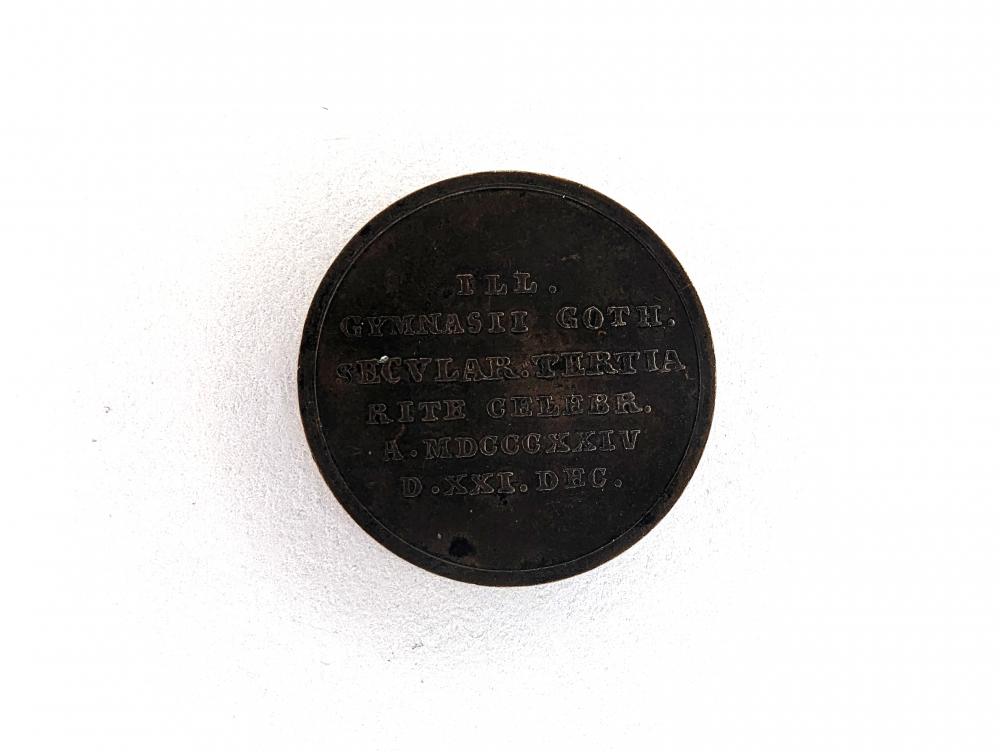 ILL.
GYMNASII GOTH.
SECVLAR. TERTIA
RITE CELEBR.
A. MDCCCXXIV
D. XXI. DEC.